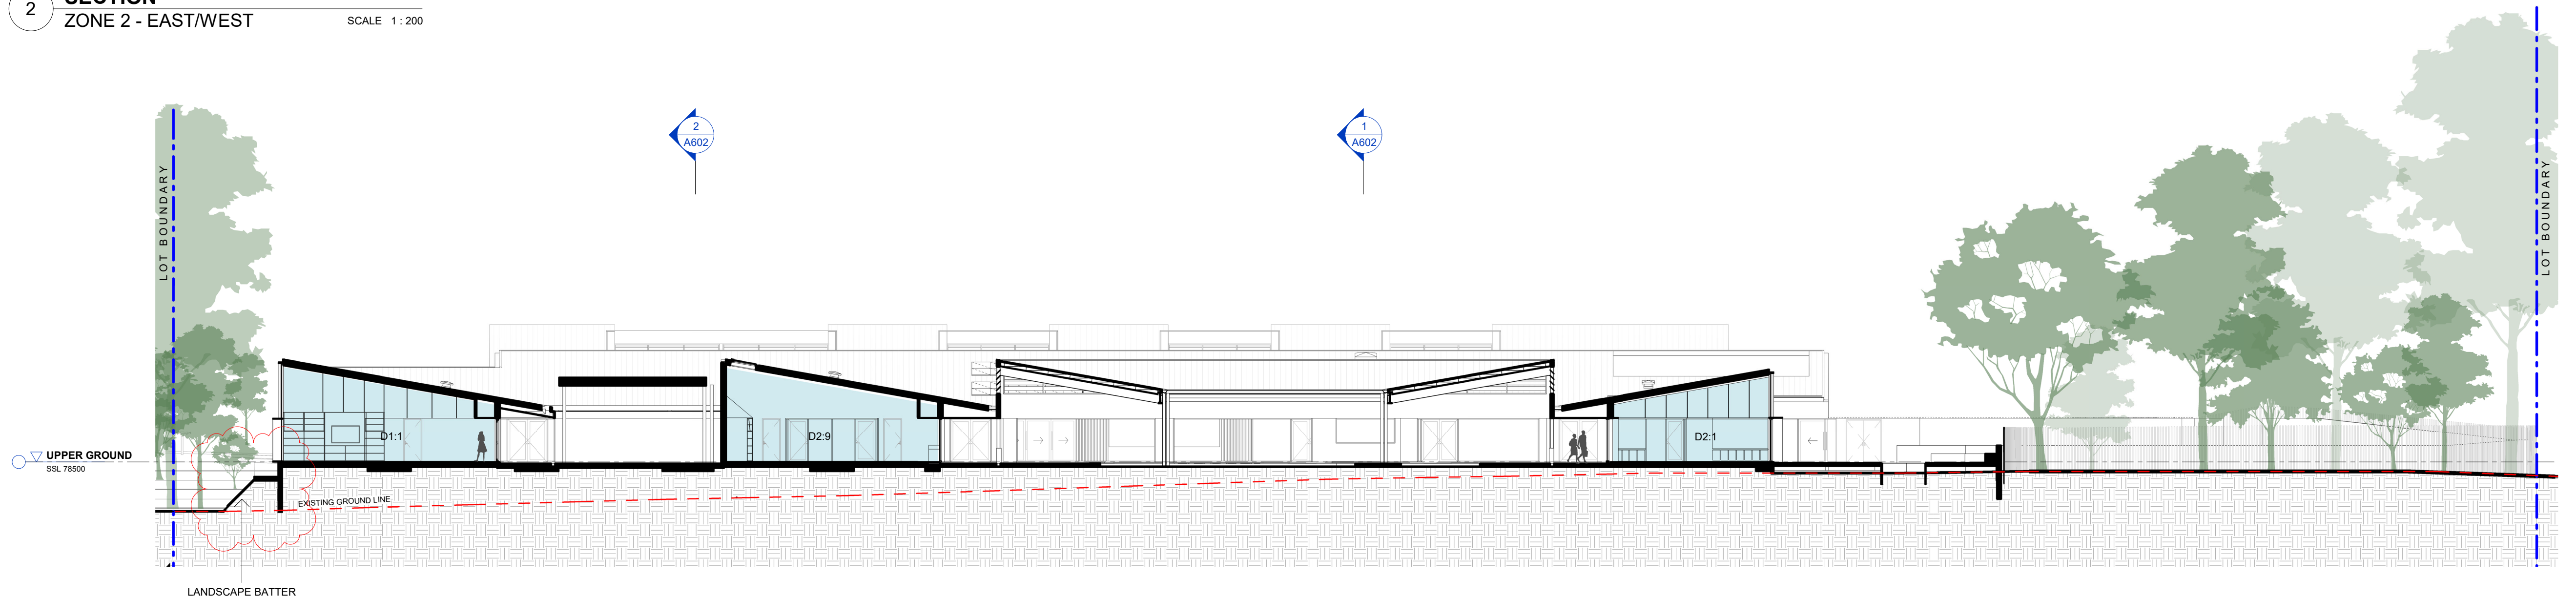 2
SECTION
ZONE 2 - EAST/WEST
SCALE 1 : 200
LOT BOUNDARY
2
A602
1
A602
LOT BOUNDARY
D1:1
D2:9
D2:1
UPPER GROUND
SSL 78500
EXISTING GROUND LINE
LANDSCAPE BATTER